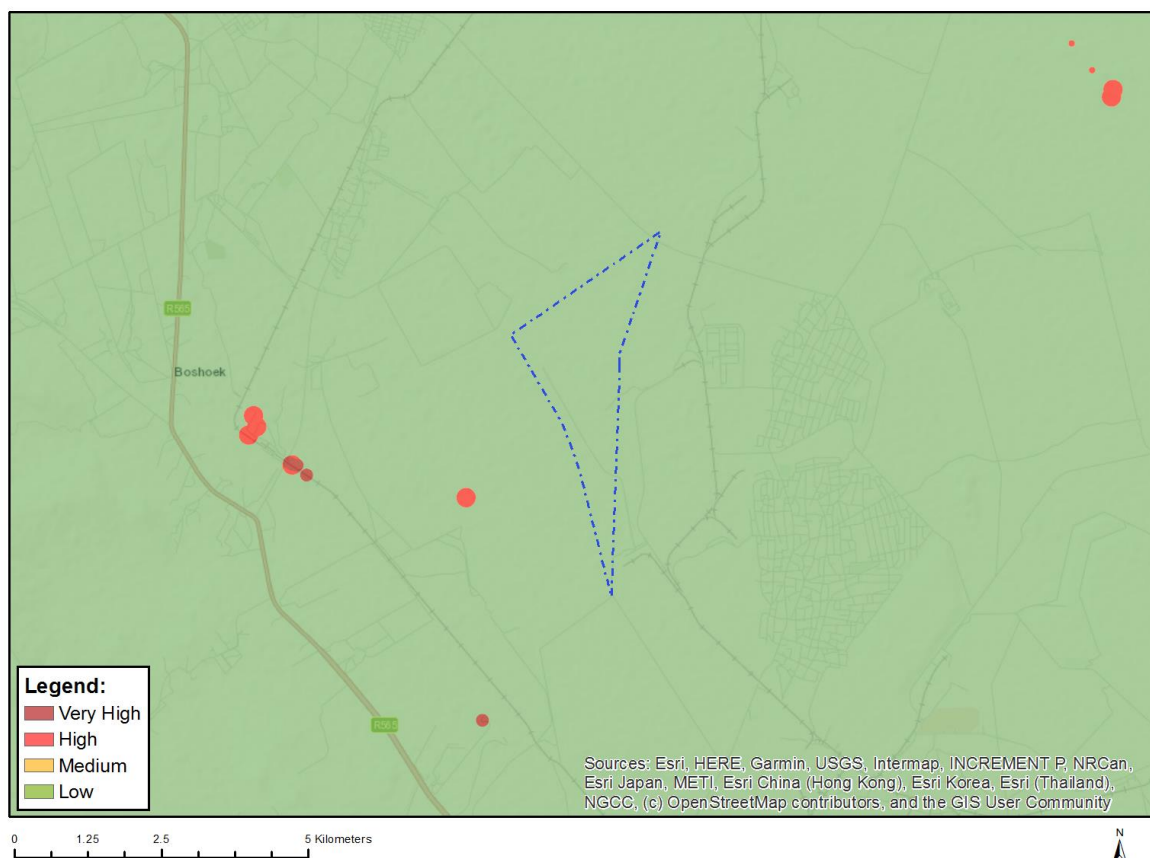 R565
Boshoek
R565
Legend:
Very High
High
Medium
Low
Sources: Esri, HERE, Garmin, USGS, Intermap, INCREMENT P, NRCan,
Esri Japan, METI, Esri China (Hong Kong), Esri Korea, Esri (Thailand),
NGCC, (c) OpenStreetMap contributors, and the GIS User Community
0 1.25 2.5 5 Kilometers
N